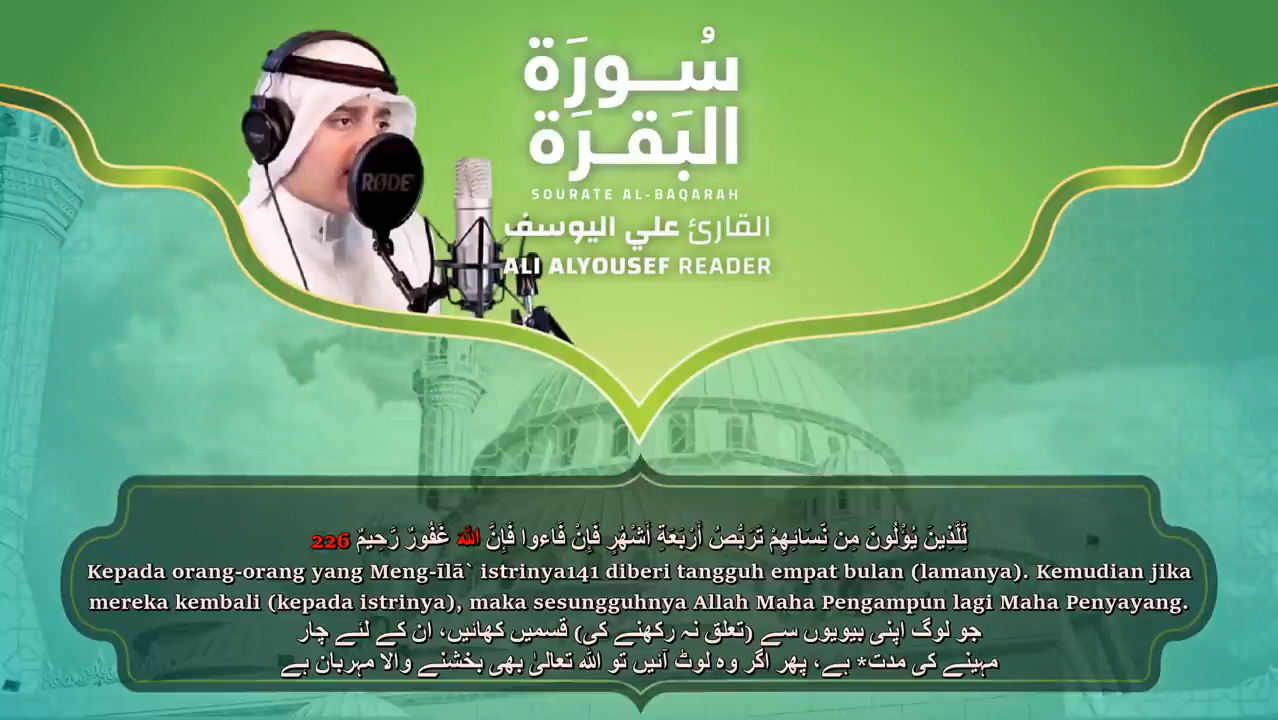 سُورَة
البَقَرَة
SOURATE AL-BAQARAH
القارئ علي اليوسف
ALI ALYOUSEF READER
RØDE
لِّلَّذِينَ يُؤْلُونَ مِن نِّسَائِهِمْ تَرَبُّصُ أَرْبَعَةِ أَشْهُرٍ فَإِنْ فَاءوا فَإِنَّ اللّهَ غَفُورٌ رَّحِيمٌ 226
Kepada orang-orang yang Meng-īlā` istrinya141 diberi tangguh empat bulan (lamanya). Kemudian jika
mereka kembali (kepada istrinya), maka sesungguhnya Allah Maha Pengampun lagi Maha Penyayang.
جو لوگ اپنی بیویوں سے (تعلق نہ رکھنے کی) قسمیں کھائیں، ان کے لئے چار
مہینے کی مدت* ہے، پھر اگر وہ لوٹ آئیں تو اللہ تعالیٰ بھی بخشنے والا مہربان ہے